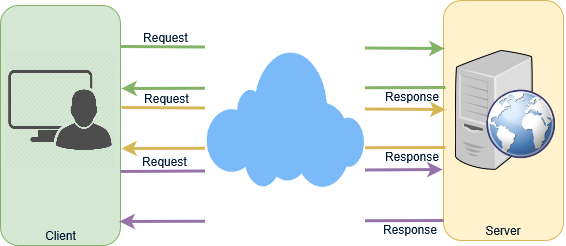 Request
Response
Request
Response
Request
Response
Client
Server